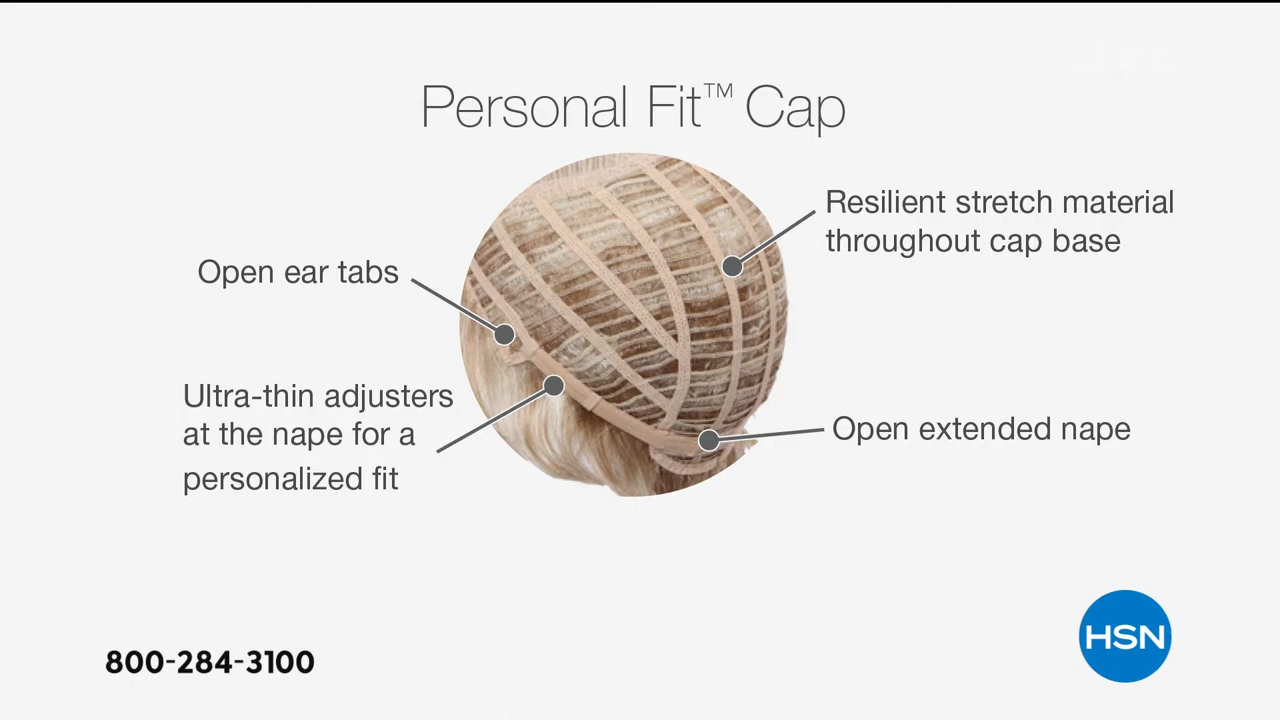 Personal Fit™ Cap
Resilient stretch material
throughout cap base
Open ear tabs
Ultra-thin adjusters
at the nape for a
personalized fit
Open extended nape
800-284-3100
HSN